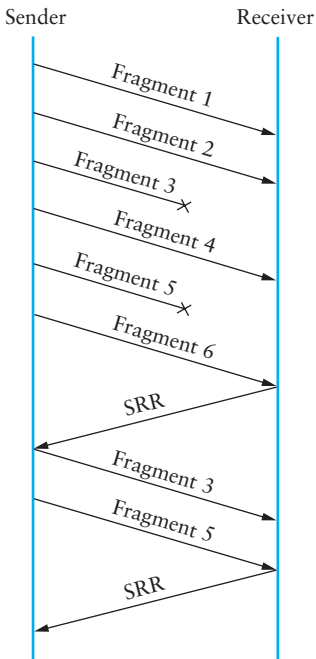 Sender
Receiver
Fragment 1
Fragment 2
Fragment 3
Fragment 4
Fragment 5
Fragment 6
SRR
Fragment 3
Fragment 5
SRR